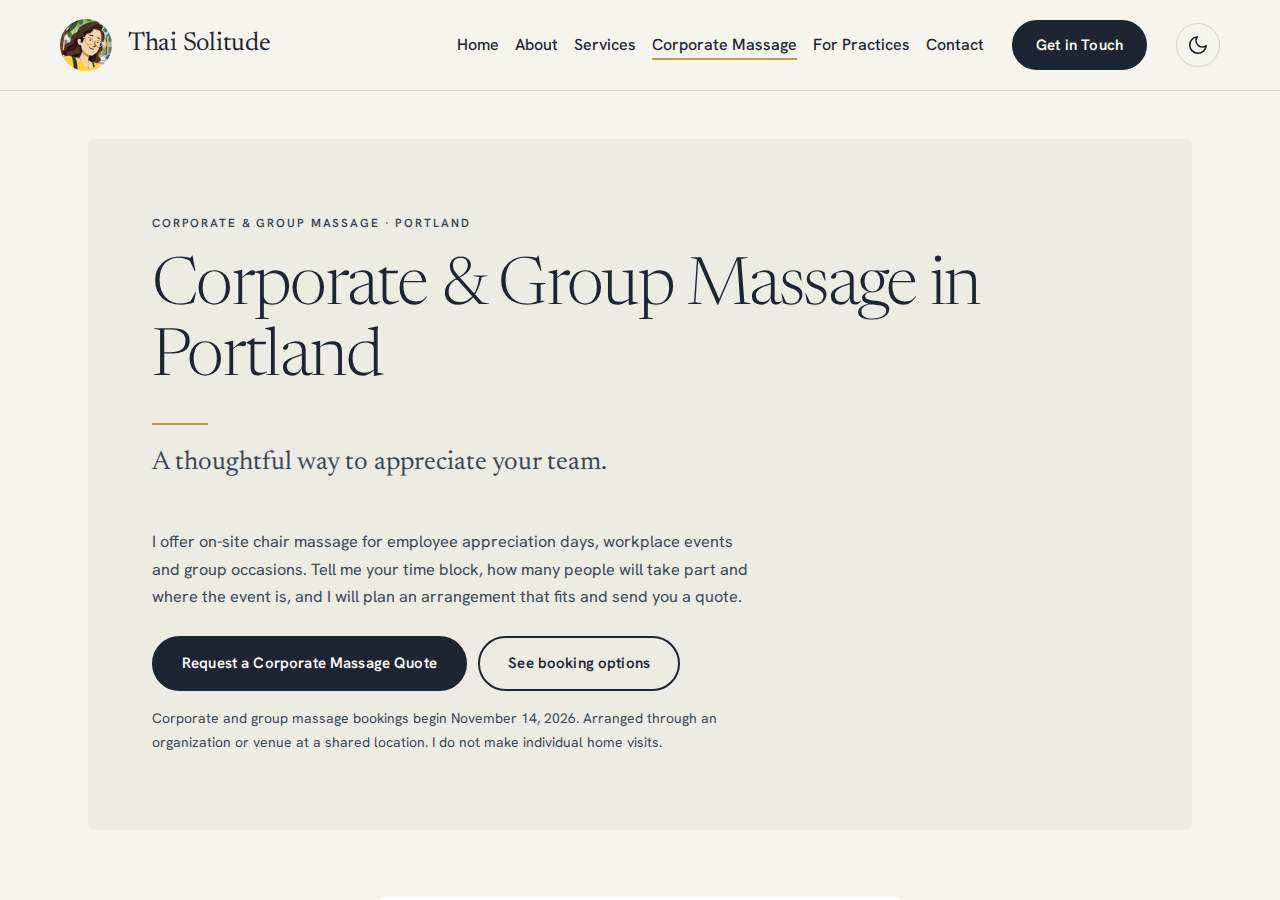 Thai Solitude
Home About Services Corporate Massage For Practices Contact Get in Touch
CORPORATE & GROUP MASSAGE · PORTLAND
Corporate & Group Massage in
Portland
A thoughtful way to appreciate your team.
I offer on-site chair massage for employee appreciation days, workplace events
and group occasions. Tell me your time block, how many people will take part and
where the event is, and I will plan an arrangement that fits and send you a quote.
Request a Corporate Massage Quote See booking options
Corporate and group massage bookings begin November 14, 2026. Arranged through an
organization or venue at a shared location. I do not make individual home visits.